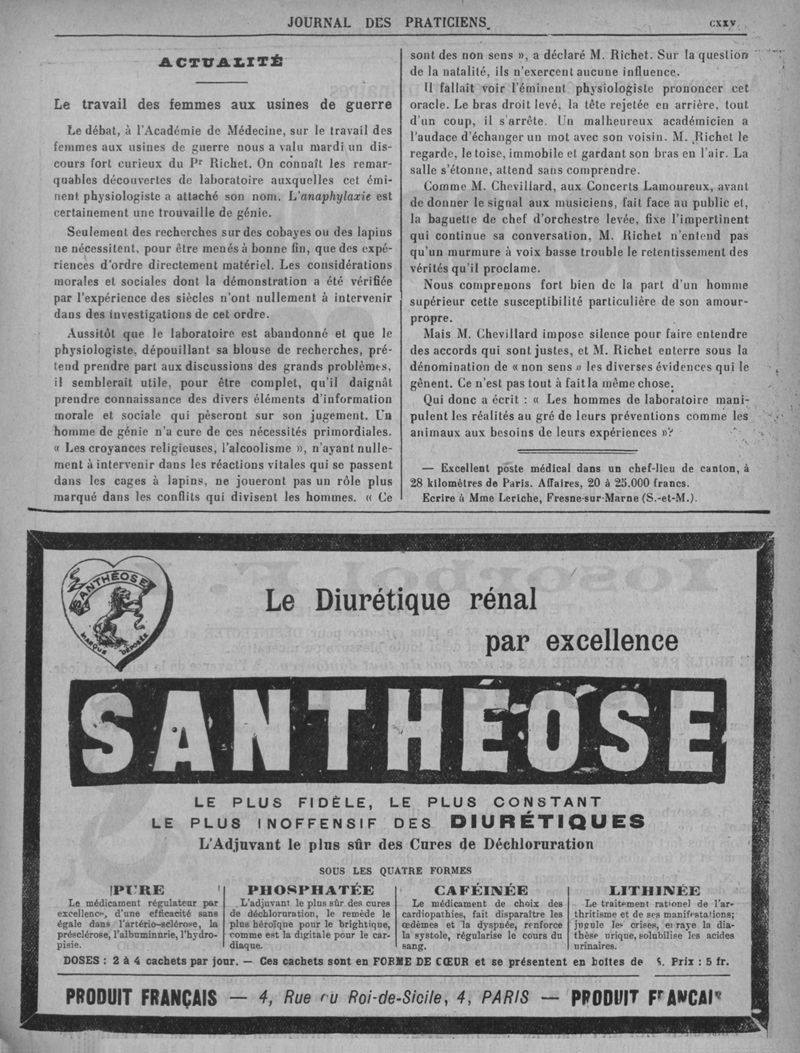 JOURNAL DES PRATICIENS.
CXXV
ACTUALITÉ
Le travail des femmes aux usines de guerre
Le débat, à l'Académie de Médecine, sur le travail des
femmes aux usines de guerre nous a valu mardi un dis-
cours fort curieux du Pr Richet. On connaît les remar-
quables découvertes de laboratoire auxquelles cet émi-
nent physiologiste a attaché son nom. L'anaphylaxie est
certainement une trouvaille de génie.
Seulement des recherches sur des cobayes ou des lapins
ne nécessitent, pour être menés à bonne fin, que des expé-
riences d'ordre directement matériel. Les considérations
morales et sociales dont la démonstration a été vérifiée
par l'expérience des siècles n'ont nullement à intervenir
dans des investigations de cet ordre.
Aussitôt que le laboratoire est abandonné et que le
physiologiste, dépouillant sa blouse de recherches, pré-
tend prendre part aux discussions des grands problèmes,
il semblerait utile, pour être complet, qu'il daignât
prendre connaissance des divers éléments d'information
morale et sociale qui pèseront sur son jugement. Un
homme de génie n'a cure de ces nécessités primordiales.
« Les croyances religieuses, l'alcoolisme », n'ayant nulle-
ment à intervenir dans les réactions vitales qui se passent
dans les cages à lapins, ne joueront pas un rôle plus
marqué dans les conflits qui divisent les hommes. « Ce
sont des non sens », a déclaré M. Richet. Sur la question
de la natalité, ils n'exercent aucune influence.
Il fallait voir l'éminent physiologiste prononcer cet
oracle. Le bras droit levé, la tête rejetée en arrière, tout
d'un coup, il s'arrête. Un malheureux académicien a
l'audace d'échanger un mot avec son voisin. M. Richet le
regarde, le toise, immobile et gardant son bras en l'air. La
salle s'étonne, attend sans comprendre.
Comme M. Chevillard, aux Concerts Lamoureux, avant
de donner le signal aux musiciens, fait face au public et,
la baguette de chef d'orchestre levée, fixe l'impertinent
qui continue sa conversation, M. Richet n'entend pas
qu'un murmure à voix basse trouble le retentissement des
vérités qu'il proclame.
Nous comprenons fort bien de la part d'un homme
supérieur cette susceptibilité particulière de son amour-
propre.
Mais M. Chevillard impose silence pour faire entendre
des accords qui sont justes, et M. Richet enterre sous la
dénomination de « non sens » les diverses évidences qui le
gênent. Ce n'est pas tout à fait la même chose.
Qui donc a écrit : « Les hommes de laboratoire mani-
pulent les réalités au gré de leurs préventions comme les
animaux aux besoins de leurs expériences »?
— Excellent poste médical dans un chef-lieu de canton, à
28 kilomètres de Paris. Affaires, 20 à 25.000 francs.
Ecrire à Mme Leriche, Fresne-sur-Marne (S.-et-M.).
SANTHÉOSE
MARQUE DÉPOSÉE
Le Diurétique rénal
par excellence
SANTHÉOSE
LE PLUS FIDÈLE, LE PLUS CONSTANT
LE PLUS INOFFENSIF DES DIURÉTIQUES
L'Adjuvant le plus sûr des Cures de Déchloruration
SOUS LES QUATRE FORMES
PURE
Le médicament régulateur par
excellence, d'une efficacité sans
égale dans l'artério-sclérose, la
présclérose, l'albuminurie, l'hydro-
pisie.
PHOSPHATÉE
L'adjuvant le plus sûr des cures
de déchloruration, le remède le
plus héroïque pour le brightique,
comme est la digitale pour le car-
diaque.
CAFÉINÉE
Le médicament de choix des
cardiopathies, fait disparaître les
œdèmes et la dyspnée, renforce
la systole, régularise le cours du
sang.
LITHINÉE
Le traitement rationel de l'ar-
thritisme et de ses manifestations;
jugule les crises, enraye la dia-
thèse urique, solubilise les acides
urinaires.
DOSES : 2 à 4 cachets par jour. — Ces cachets sont en FORME DE CŒUR et se présentent en boîtes de Prix : 5 fr.
PRODUIT FRANÇAIS — 4, Rue du Roi-de-Sicile, 4, PARIS — PRODUIT FRANÇAIS